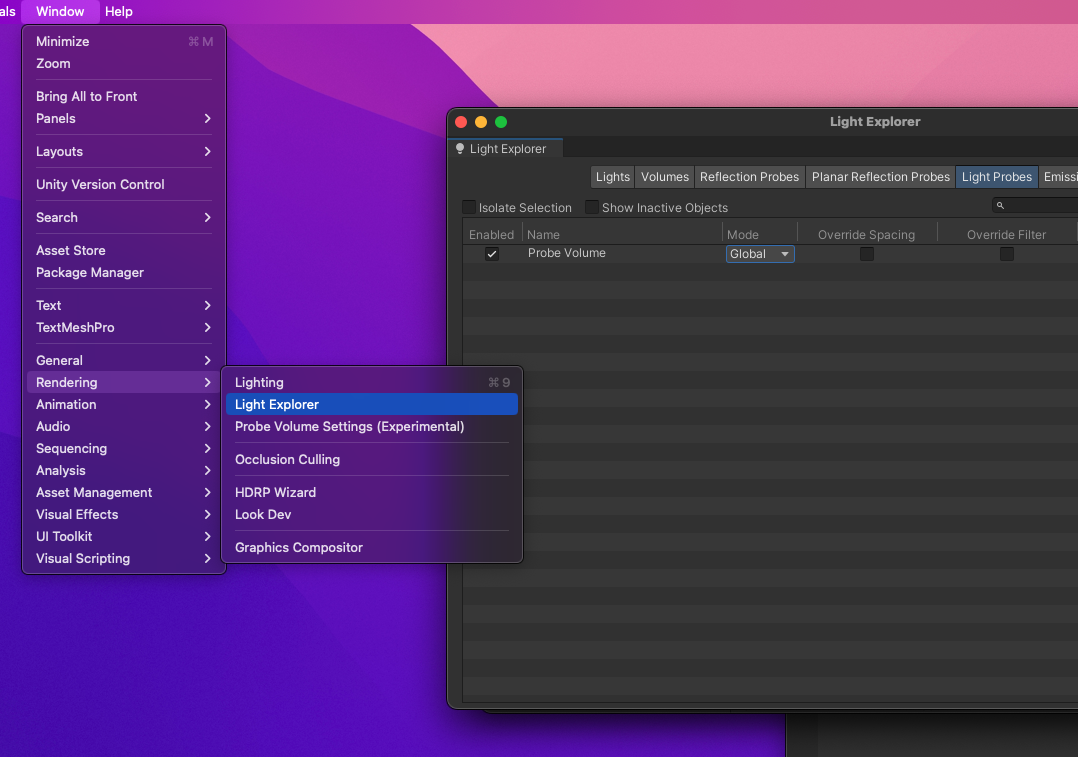 als Window Help
Minimize ⌘ M
Zoom
Bring All to Front
Panels
Layouts
Unity Version Control
Search
Asset Store
Package Manager
Text
TextMeshPro
General
Rendering
Animation
Audio
Sequencing
Analysis
Asset Management
Visual Effects
UI Toolkit
Visual Scripting
Lighting ⌘ 9
Light Explorer
Probe Volume Settings (Experimental)
Occlusion Culling
HDRP Wizard
Look Dev
Graphics Compositor
Light Explorer
Light Explorer
Lights Volumes Reflection Probes Planar Reflection Probes Light Probes Emissi
Isolate Selection Show Inactive Objects
Enabled Name Mode Override Spacing Override Filter
Probe Volume Global